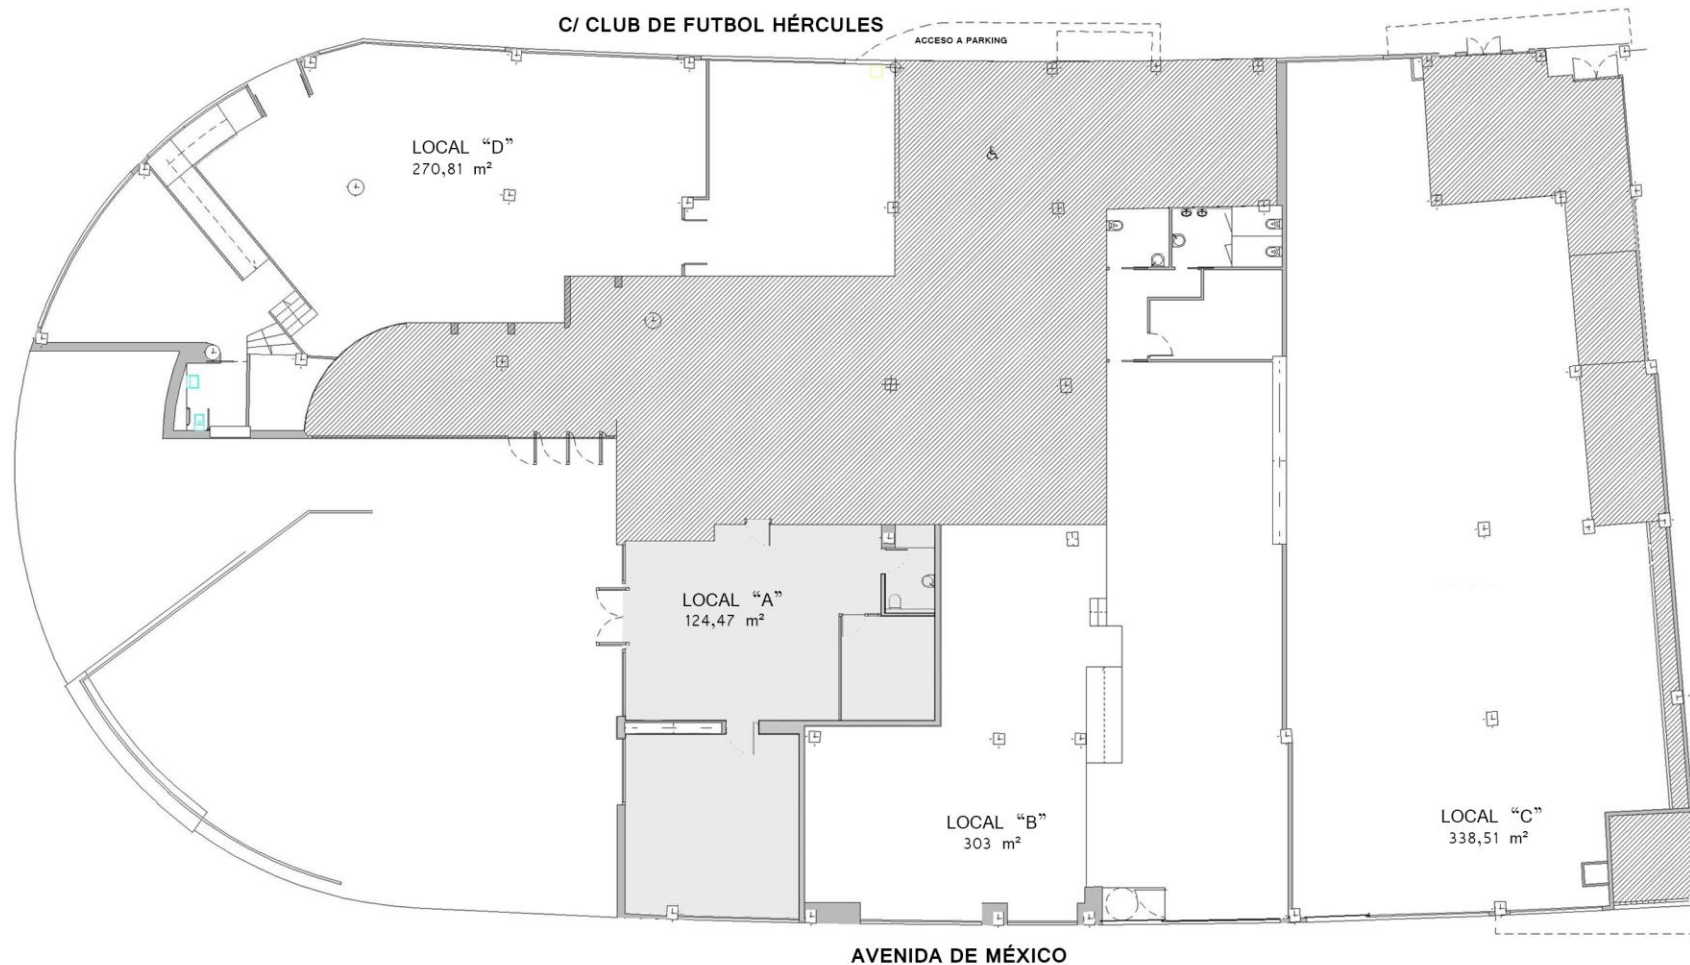 C/ CLUB DE FUTBOL HÉRCULES
ACCESO A PARKING
LOCAL “D”
270,81 m²
LOCAL “A”
124,47 m²
LOCAL “B”
303 m²
LOCAL “C”
338,51 m²
AVENIDA DE MÉXICO